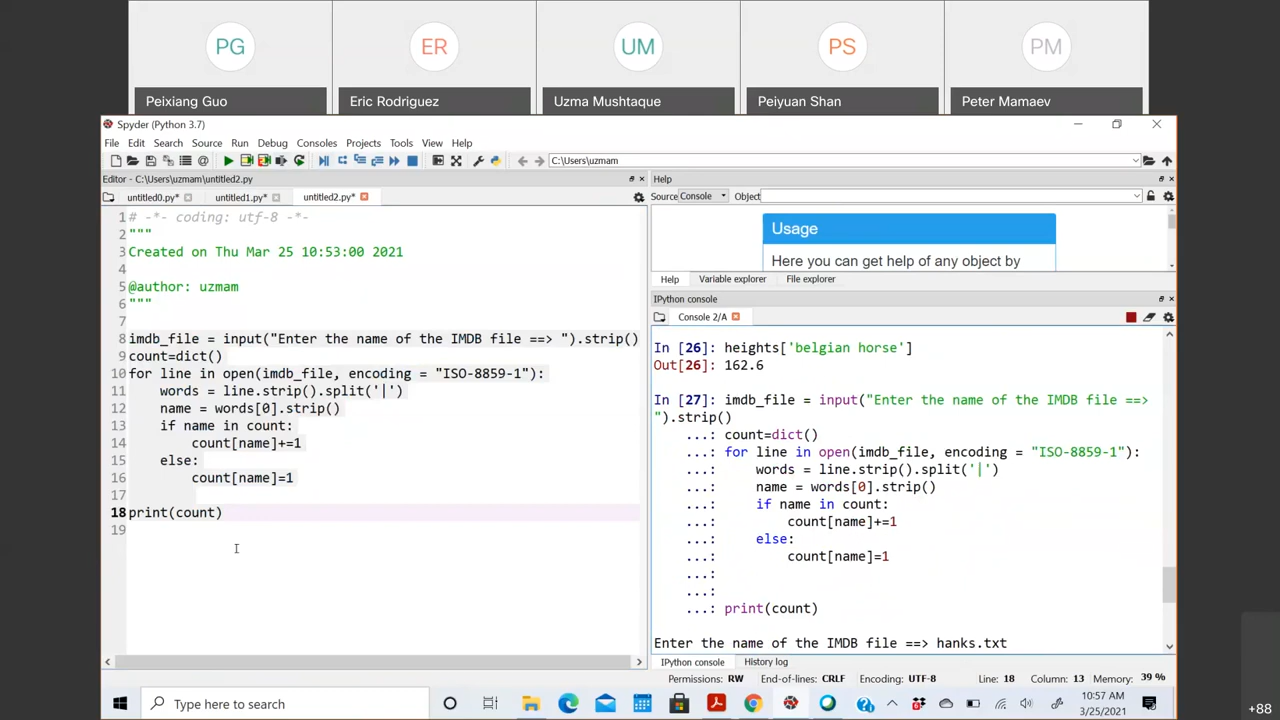 PG
ER
UM
PS
PM
Peixiang Guo
Eric Rodriguez
Uzma Mushtaque
Peiyuan Shan
Peter Mamaev
Spyder (Python 3.7)
File Edit Search Source Run Debug Consoles Projects Tools View Help
C:\Users\uzmam
Editor - C:\Users\uzmam\untitled2.py
untitled0.py* untitled1.py* untitled2.py*
1 # -*- coding: utf-8 -*-
2 """
3 Created on Thu Mar 25 10:53:00 2021
4
5 @author: uzmam
6 """
7
8 imdb_file = input("Enter the name of the IMDB file ==> ").strip()
9 count=dict()
10 for line in open(imdb_file, encoding = "ISO-8859-1"):
11     words = line.strip().split('|')
12     name = words[0].strip()
13     if name in count:
14         count[name]+=1
15     else:
16         count[name]=1
17
18 print(count)
19
Help
Source Console Object
Usage
Here you can get help of any object by
Help Variable explorer File explorer
IPython console
Console 2/A
In [26]: heights['belgian horse']
Out[26]: 162.6
In [27]: imdb_file = input("Enter the name of the IMDB file ==>
").strip()
...: count=dict()
...: for line in open(imdb_file, encoding = "ISO-8859-1"):
...:     words = line.strip().split('|')
...:     name = words[0].strip()
...:     if name in count:
...:         count[name]+=1
...:     else:
...:         count[name]=1
...:
...:
...: print(count)
Enter the name of the IMDB file ==> hanks.txt
IPython console History log
Permissions: RW End-of-lines: CRLF Encoding: UTF-8 Line: 18 Column: 13 Memory: 39 %
Type here to search
10:57 AM
3/25/2021
+88